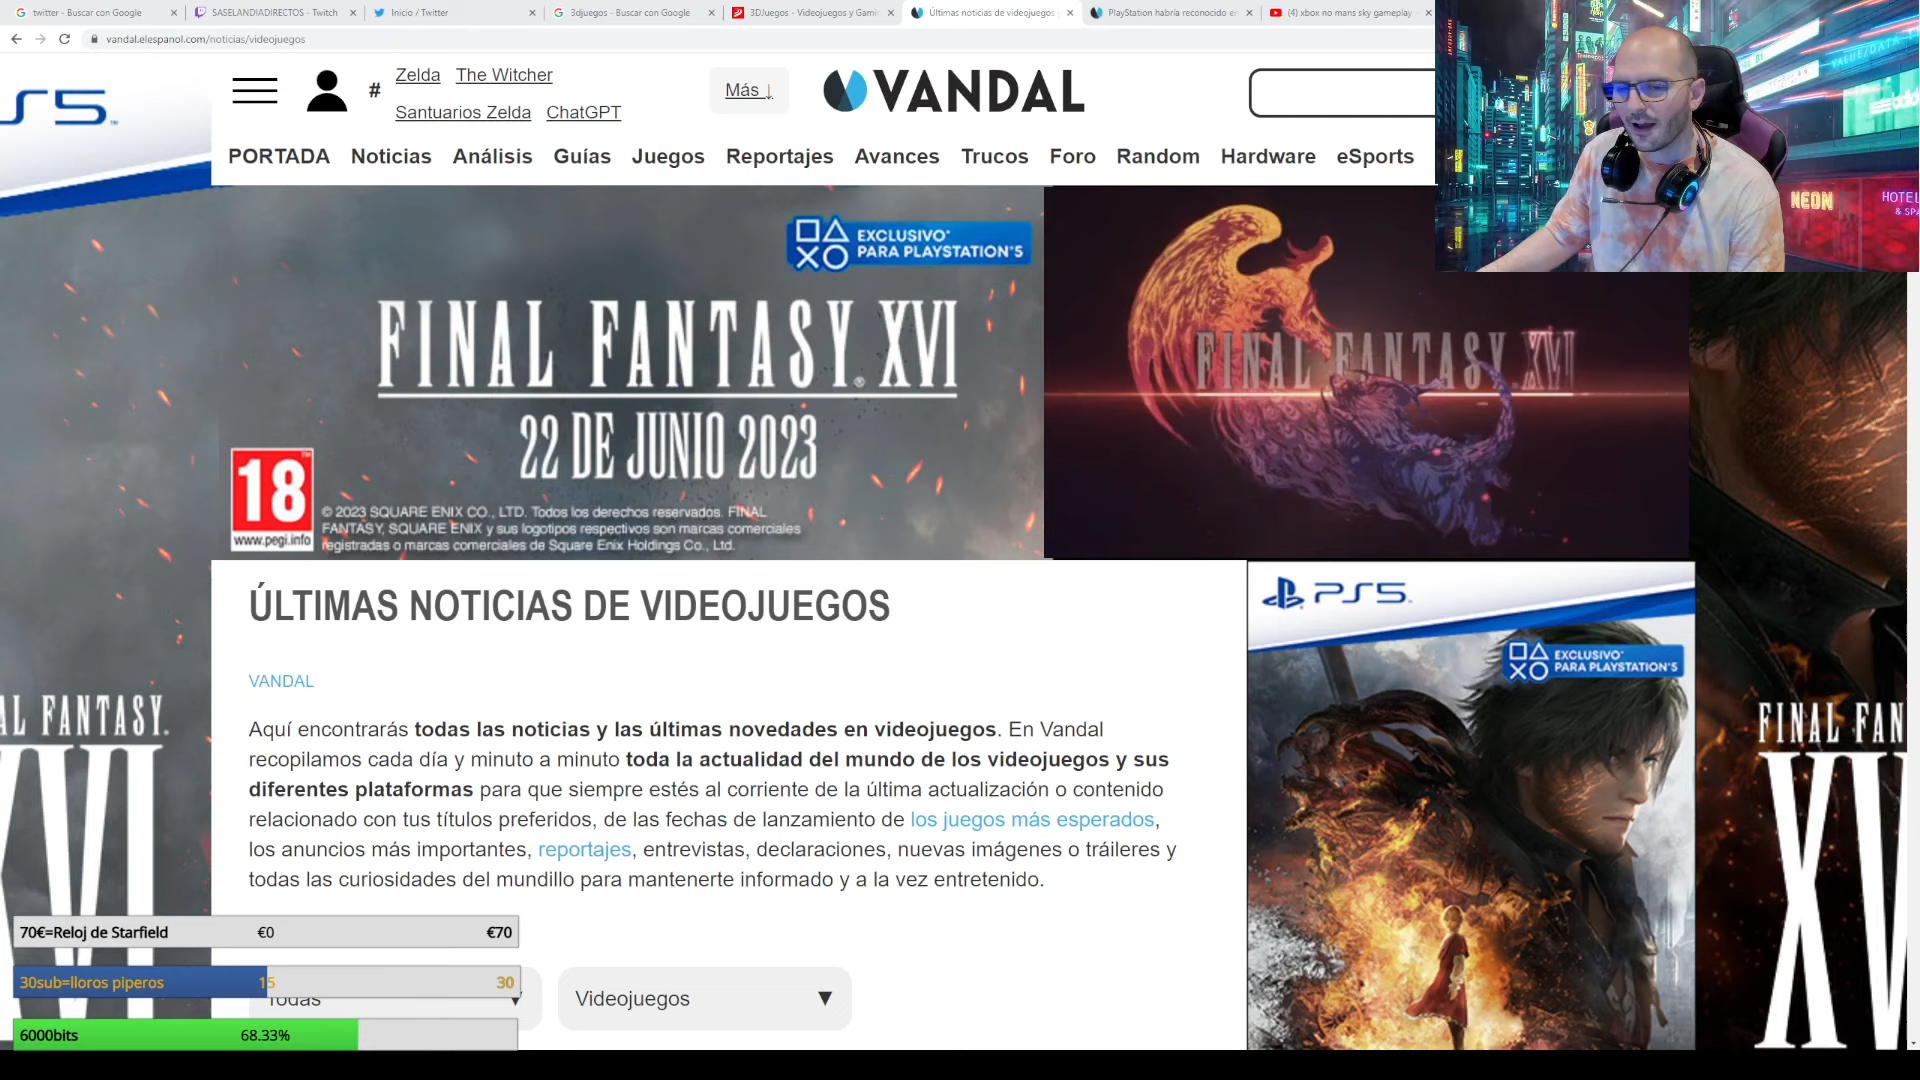 twitter - Buscar con Google
SASELANDIADIRECTOS - Twitch
Inicio / Twitter
3djuegos - Buscar con Google
3DJuegos - Videojuegos y Gami
Últimas noticias de videojuegos
PlayStation habría reconocido en
(4) xbox no mans sky gameplay -
vandal.elespanol.com/noticias/videojuegos
S5
# Zelda The Witcher
Santuarios Zelda ChatGPT
Más ↓
VANDAL
PORTADA Noticias Análisis Guías Juegos Reportajes Avances Trucos Foro Random Hardware eSports
NEON
HOTEL
& SPA
EXCLUSIVO*
PARA PLAYSTATION®5
FINAL FANTASY® XVI
22 DE JUNIO 2023
18
www.pegi.info
© 2023 SQUARE ENIX CO., LTD. Todos los derechos reservados. FINAL
FANTASY, SQUARE ENIX y sus logotipos respectivos son marcas comerciales
registradas o marcas comerciales de Square Enix Holdings Co., Ltd.
FINAL FANTASY XVI
ÚLTIMAS NOTICIAS DE VIDEOJUEGOS
VANDAL
Aquí encontrarás todas las noticias y las últimas novedades en videojuegos. En Vandal
recopilamos cada día y minuto a minuto toda la actualidad del mundo de los videojuegos y sus
diferentes plataformas para que siempre estés al corriente de la última actualización o contenido
relacionado con tus títulos preferidos, de las fechas de lanzamiento de los juegos más esperados,
los anuncios más importantes, reportajes, entrevistas, declaraciones, nuevas imágenes o tráileres y
todas las curiosidades del mundillo para mantenerte informado y a la vez entretenido.
PS5
EXCLUSIVO*
PARA PLAYSTATION®5
AL FANTASY.
XVI
FINAL FAN
XV
70€=Reloj de Starfield €0 €70
30sub=lloros piperos 15 30
Todas
Videojuegos
6000bits 68.33%